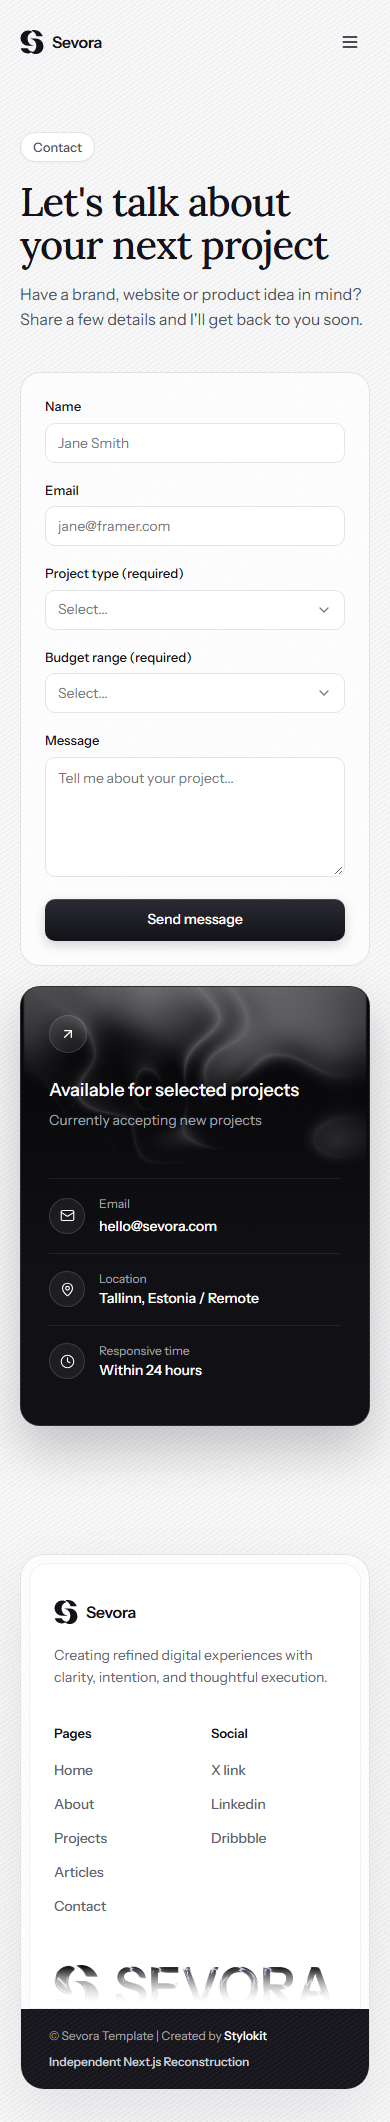 Sevora
Contact
Let's talk about
your next project
Have a brand, website or product idea in mind?
Share a few details and I'll get back to you soon.
Name
Jane Smith
Email
jane@framer.com
Project type (required)
Select...
Budget range (required)
Select...
Message
Tell me about your project...
Send message
Available for selected projects
Currently accepting new projects
Email
hello@sevora.com
Location
Tallinn, Estonia / Remote
Responsive time
Within 24 hours
Sevora
Creating refined digital experiences with
clarity, intention, and thoughtful execution.
Pages
Social
Home
X link
About
Linkedin
Projects
Dribbble
Articles
Contact
SEVORA
© Sevora Template | Created by Stylokit
Independent Next.js Reconstruction